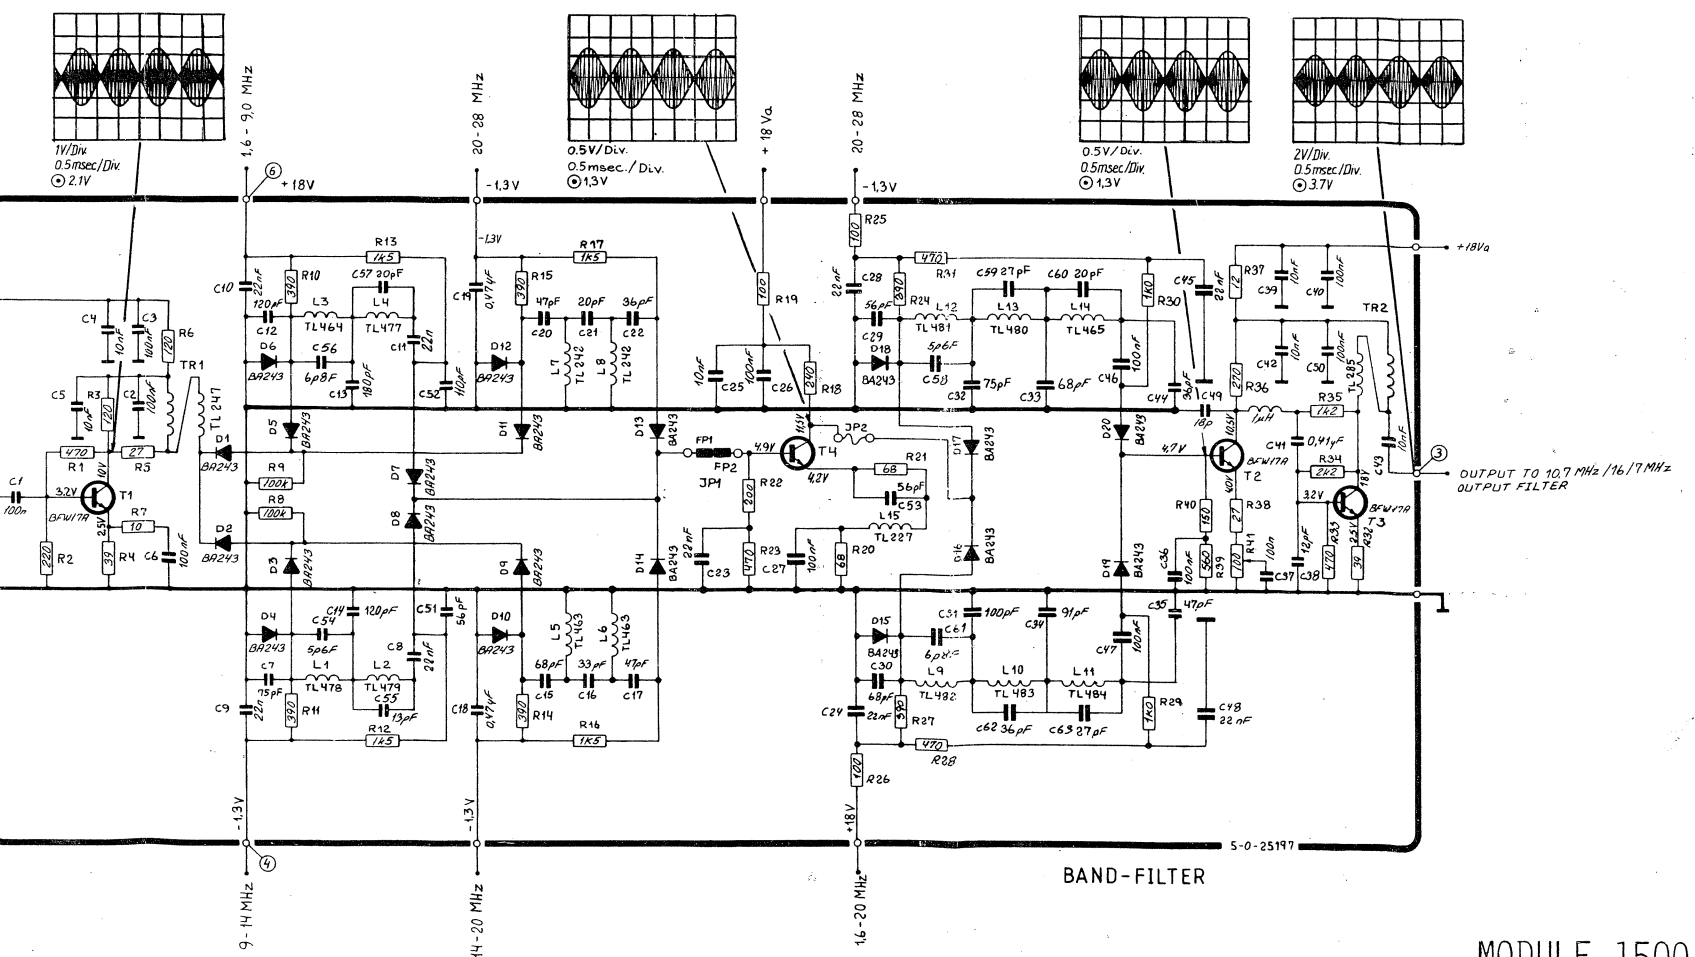 1V/Div.
0.5msec/Div.
2.1V
0.5V/Div.
0.5msec./Div.
1,3V
0.5V/Div.
0.5msec/Div.
1,3V
2V/Div.
0.5msec/Div.
3.7V
1,6-9,0 MHz
20-28 MHz
+18 Va
20-28 MHz
6
+18V
-1,3V
-1,3V
-1,3V
+18Va
R25
100
R13
1k5
R17
1k5
R10
390
C57 20pF
C10
22nF
R15
390
C19
0,47µF
100
R19
22nF
C28
470
R31
C59 27pF
C60 20pF
1K0
R30
C45
22nF
R37
12
C39
10nF
C40
100nF
TR2
C4
10nF
C3
100nF
R6
120
120pF
C12
L3
TL464
L4
TL477
C11
22n
47pF
C20
20pF
C21
36pF
C22
56pF
C29
390
R24
L12
TL481
L13
TL480
L14
TL465
D6
BA243
C56
6p8F
C13
180pF
C52
110pF
D12
BA243
L7
TL242
L8
TL242
10nF
C25
100nF
C26
240
R18
D18
BA243
5p6F
C58
75pF
C32
68pF
C33
C46
100nF
C44
36pF
C42
10nF
C50
100nF
TL285
TR1
C5
10nF
R3
120
C2
100nF
TL247
270
R36
C49
18p
1µH
R35
1k2
D1
BA243
D5
BA243
D11
BA243
D13
BA243
11,5V
JP2
D17
BA243
D20
BA243
10,5V
C41
0,41µF
C43
10nF
3
470
R1
27
R5
10V
R9
100k
D7
BA243
FP1
FP2
JP1
4.9V
T4
4,2V
R21
68
4,7V
BFW17A
T2
4,0V
R34
2k2
18V
OUTPUT TO 10,7 MHz/16/7MHz
OUTPUT FILTER
C1
100n
3.2V
T1
BFW17A
2.5V
R8
100k
D8
BA243
R22
200
56pF
C53
L15
TL227
R40
150
R38
27
3.2V
BFW17A
T3
2.5V
R7
10
C6
100nF
R2
220
R4
39
D2
BA243
D3
BA243
D9
BA243
D14
BA243
22nF
C23
R23
470
C27
100nF
R20
68
D16
BA243
D19
BA243
C36
100nF
560
R39
100
R41
100n
C37
12pF
C38
470
R33
39
R32
C14
120pF
C51
56pF
D4
BA243
C54
5p6F
C8
22nF
D10
BA243
L5
TL463
L6
TL463
D15
BA243
C61
6p8F
C31
100pF
C34
91pF
C47
100nF
C35
47pF
C7
75pF
L1
TL478
L2
TL479
C55
13pF
68pF
C15
33pF
C16
47pF
C17
C30
68pF
L9
TL482
L10
TL483
L11
TL484
C9
22n
390
R11
R12
1k5
C18
0,47µF
390
R14
R16
1K5
C24
22nF
390
R27
C62 36pF
C63 27pF
1K0
R29
C48
22nF
470
R28
100
R26
-1.3V
-1.3V
+18V
4
5-0-25197
9-14 MHz
14-20 MHz
1,6-20 MHz
BAND-FILTER
MODULE 1500